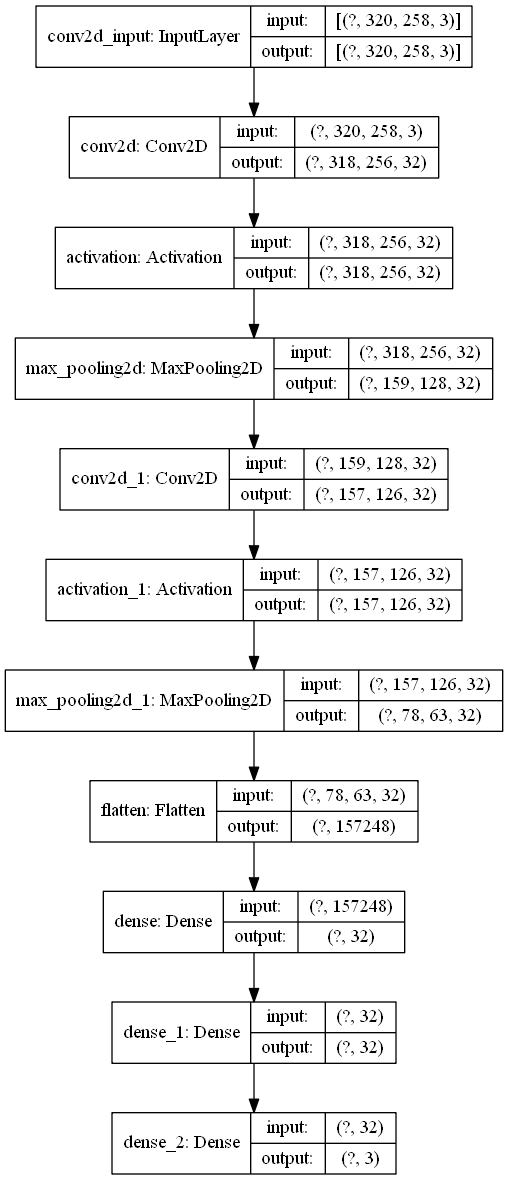 conv2d_input: InputLayer
input: [(?, 320, 258, 3)]
output: [(?, 320, 258, 3)]
conv2d: Conv2D
input: (?, 320, 258, 3)
output: (?, 318, 256, 32)
activation: Activation
input: (?, 318, 256, 32)
output: (?, 318, 256, 32)
max_pooling2d: MaxPooling2D
input: (?, 318, 256, 32)
output: (?, 159, 128, 32)
conv2d_1: Conv2D
input: (?, 159, 128, 32)
output: (?, 157, 126, 32)
activation_1: Activation
input: (?, 157, 126, 32)
output: (?, 157, 126, 32)
max_pooling2d_1: MaxPooling2D
input: (?, 157, 126, 32)
output: (?, 78, 63, 32)
flatten: Flatten
input: (?, 78, 63, 32)
output: (?, 157248)
dense: Dense
input: (?, 157248)
output: (?, 32)
dense_1: Dense
input: (?, 32)
output: (?, 32)
dense_2: Dense
input: (?, 32)
output: (?, 3)